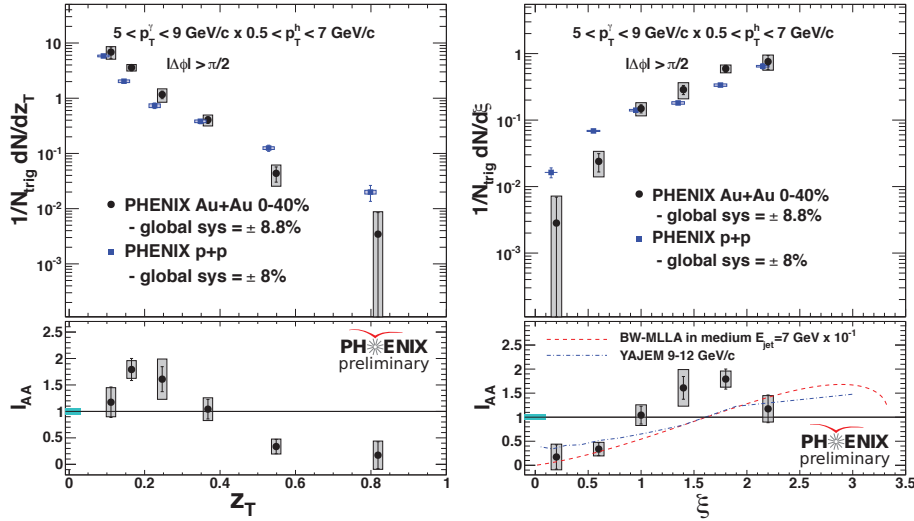 5 < p_T^γ < 9 GeV/c x 0.5 < p_T^h < 7 GeV/c
|Δϕ| > π/2
10
1
10⁻¹
10⁻²
10⁻³
1/N_trig dN/dz_T
PHENIX Au+Au 0-40%
- global sys = ± 8.8%
PHENIX p+p
- global sys = ± 8%
2.5
2
1.5
1
0.5
0
I_AA
PHENIX
preliminary
0 0.2 0.4 0.6 0.8 1
Z_T
5 < p_T^γ < 9 GeV/c x 0.5 < p_T^h < 7 GeV/c
|Δϕ| > π/2
10
1
10⁻¹
10⁻²
10⁻³
1/N_trig dN/dξ
PHENIX Au+Au 0-40%
- global sys = ± 8.8%
PHENIX p+p
- global sys = ± 8%
BW-MLLA in medium E_jet=7 GeV x 10⁻¹
YAJEM 9-12 GeV/c
2.5
2
1.5
1
0.5
0
I_AA
PHENIX
preliminary
0 0.5 1 1.5 2 2.5 3 3.5
ξ